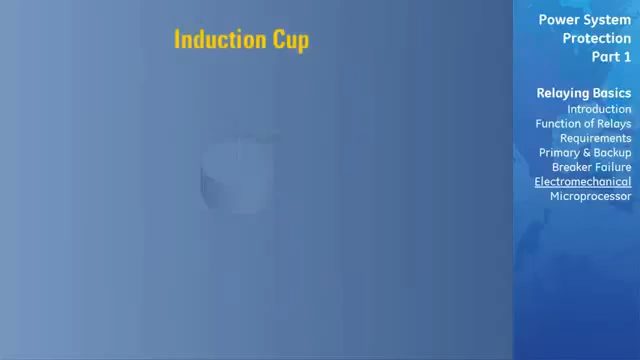 Induction Cup
Power System
Protection
Part 1
Relaying Basics
Introduction
Function of Relays
Requirements
Primary & Backup
Breaker Failure
Electromechanical
Microprocessor